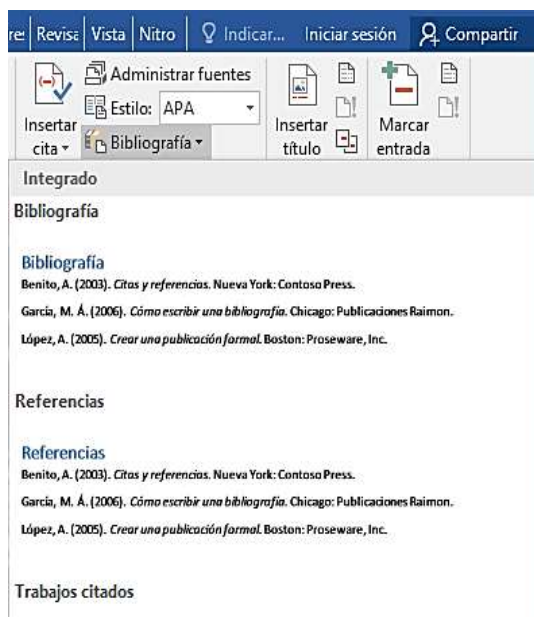 re: Revisa Vista Nitro Indicar... Iniciar sesión Compartir
Administrar fuentes
Estilo: APA
Insertar cita
Bibliografía
Insertar título
Marcar entrada
Integrado
Bibliografía
Bibliografía
Benito, A. (2003). Citas y referencias. Nueva York: Contoso Press.
García, M. Á. (2006). Cómo escribir una bibliografía. Chicago: Publicaciones Raimon.
López, A. (2005). Crear una publicación formal. Boston: Proseware, Inc.
Referencias
Referencias
Benito, A. (2003). Citas y referencias. Nueva York: Contoso Press.
García, M. Á. (2006). Cómo escribir una bibliografía. Chicago: Publicaciones Raimon.
López, A. (2005). Crear una publicación formal. Boston: Proseware, Inc.
Trabajos citados